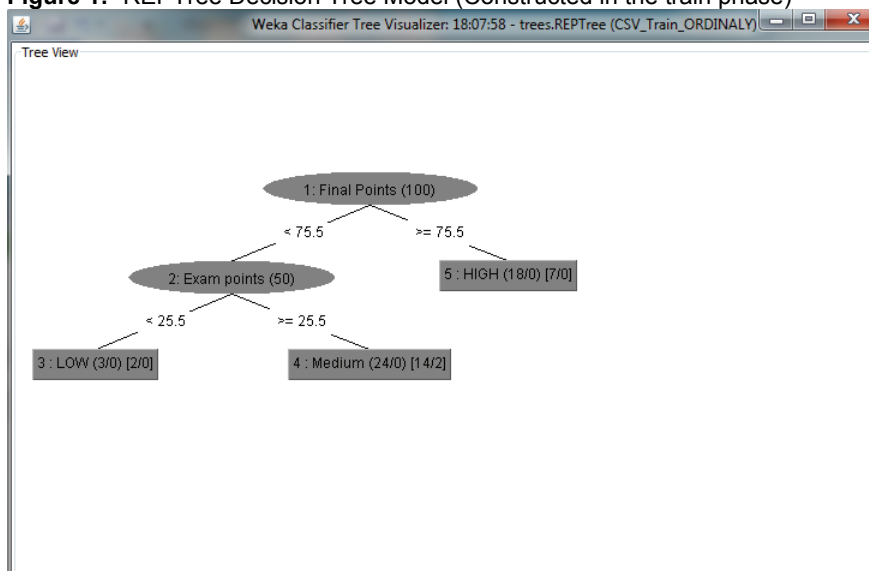 Figure 1. REP Tree Decision Tree Model (Constructed in the train phase)
Weka Classifier Tree Visualizer: 18:07:58 - trees.REPTree (CSV_Train_ORDINALY)
Tree View
1: Final Points (100)
< 75.5 >= 75.5
2: Exam points (50) 5 : HIGH (18/0) [7/0]
< 25.5 >= 25.5
3 : LOW (3/0) [2/0] 4 : Medium (24/0) [14/2]